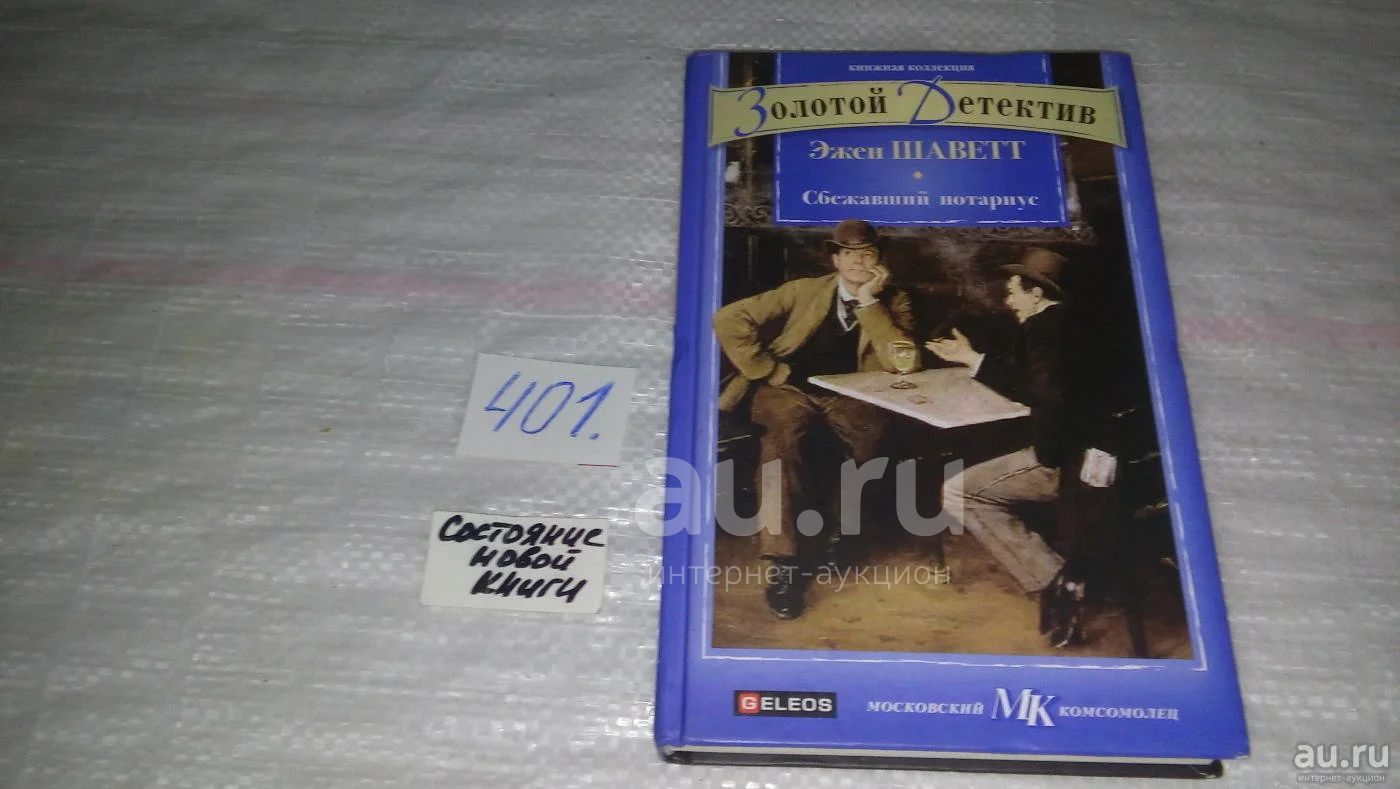 книжная коллекция
Золотой Детектив
Эжен ШАВЕТТ
Сбежавший нотариус
401.
Состояние
новой
книги
au.ru
интернет-аукцион
GELEOS
МОСКОВСКИЙ МК КОМСОМОЛЕЦ
au.ru
интернет-аукцион